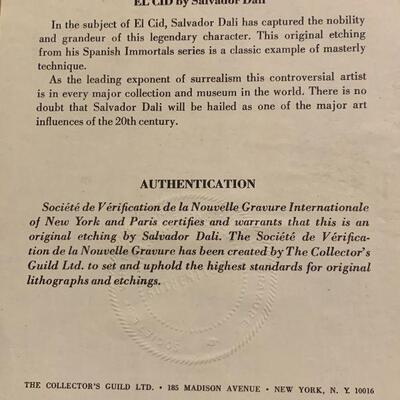 EL CID by Salvador Dali
In the subject of El Cid, Salvador Dali has captured the nobility
and grandeur of this legendary character. This original etching
from his Spanish Immortals series is a classic example of masterly
technique.
As the leading exponent of surrealism this controversial artist
is in every major collection and museum in the world. There is no
doubt that Salvador Dali will be hailed as one of the major art
influences of the 20th century.
AUTHENTICATION
Société de Vérification de la Nouvelle Gravure Internationale
of New York and Paris certifies and warrants that this is an
original etching by Salvador Dali. The Société de Vérifica-
tion de la Nouvelle Gravure has been created by The Collector's
Guild Ltd. to set and uphold the highest standards for original
lithographs and etchings.
THE COLLECTOR'S GUILD LTD. • 185 MADISON AVENUE • NEW YORK, N. Y. 10016